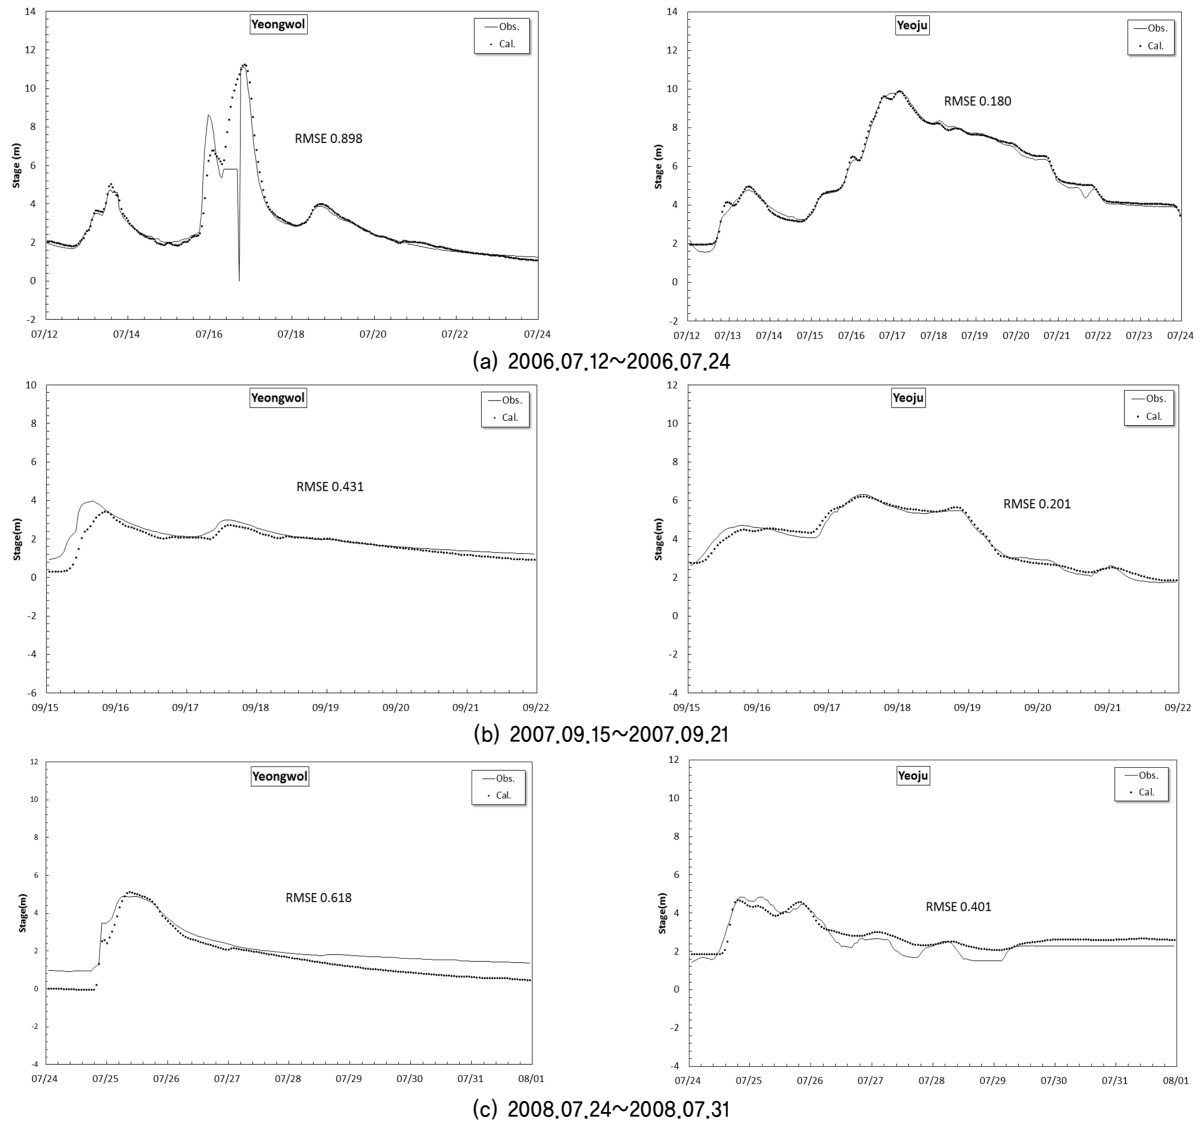 Yeongwol
Obs.
Cal.
RMSE 0.898
Stage (m)
14
12
10
8
6
4
2
0
-2
07/12 07/14 07/16 07/18 07/20 07/22 07/24
Yeoju
Obs.
Cal.
RMSE 0.180
Stage (m)
14
12
10
8
6
4
2
0
-2
07/12 07/13 07/14 07/15 07/16 07/17 07/18 07/19 07/20 07/22 07/23 07/24
(a) 2006.07.12~2006.07.24
Yeongwol
Obs.
Cal.
RMSE 0.431
Stage(m)
10
8
6
4
2
0
-2
-4
-6
09/15 09/16 09/17 09/18 09/19 09/20 09/21 09/22
Yeoju
Obs.
Cal.
RMSE 0.201
Stage(m)
12
10
8
6
4
2
0
-2
-4
09/15 09/16 09/17 09/18 09/19 09/20 09/21 09/22
(b) 2007.09.15~2007.09.21
Yeongwol
Obs.
Cal.
RMSE 0.618
Stage(m)
12
10
8
6
4
2
0
-2
-4
07/24 07/25 07/26 07/27 07/28 07/29 07/30 07/31 08/01
Yeoju
Obs.
Cal.
RMSE 0.401
Stage(m)
12
10
8
6
4
2
0
-2
-4
07/24 07/25 07/26 07/27 07/28 07/29 07/30 07/31 08/01
(c) 2008.07.24~2008.07.31